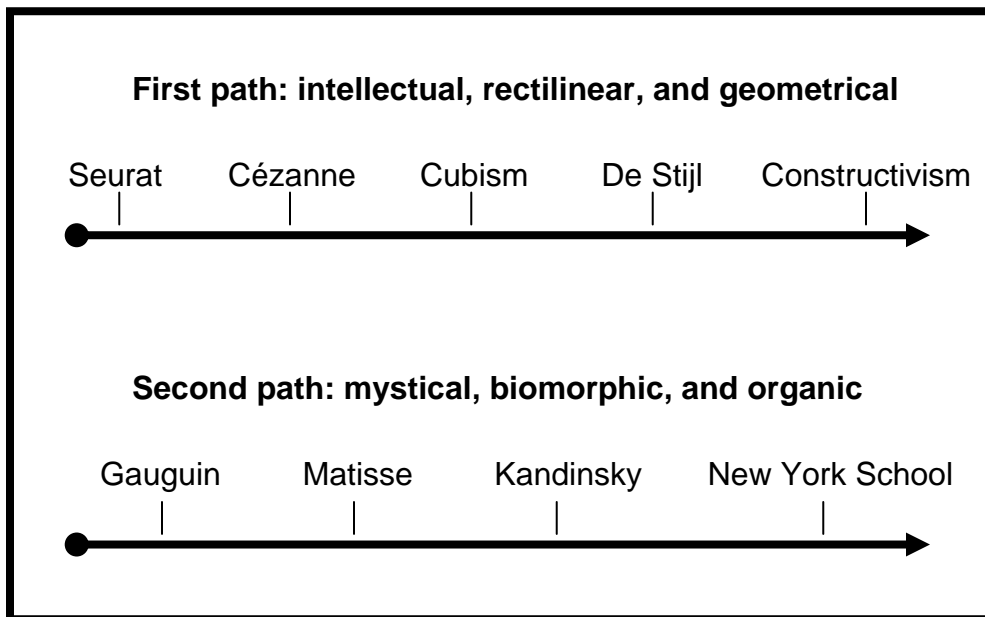 First path: intellectual, rectilinear, and geometrical
Seurat Cézanne Cubism De Stijl Constructivism
Second path: mystical, biomorphic, and organic
Gauguin Matisse Kandinsky New York School